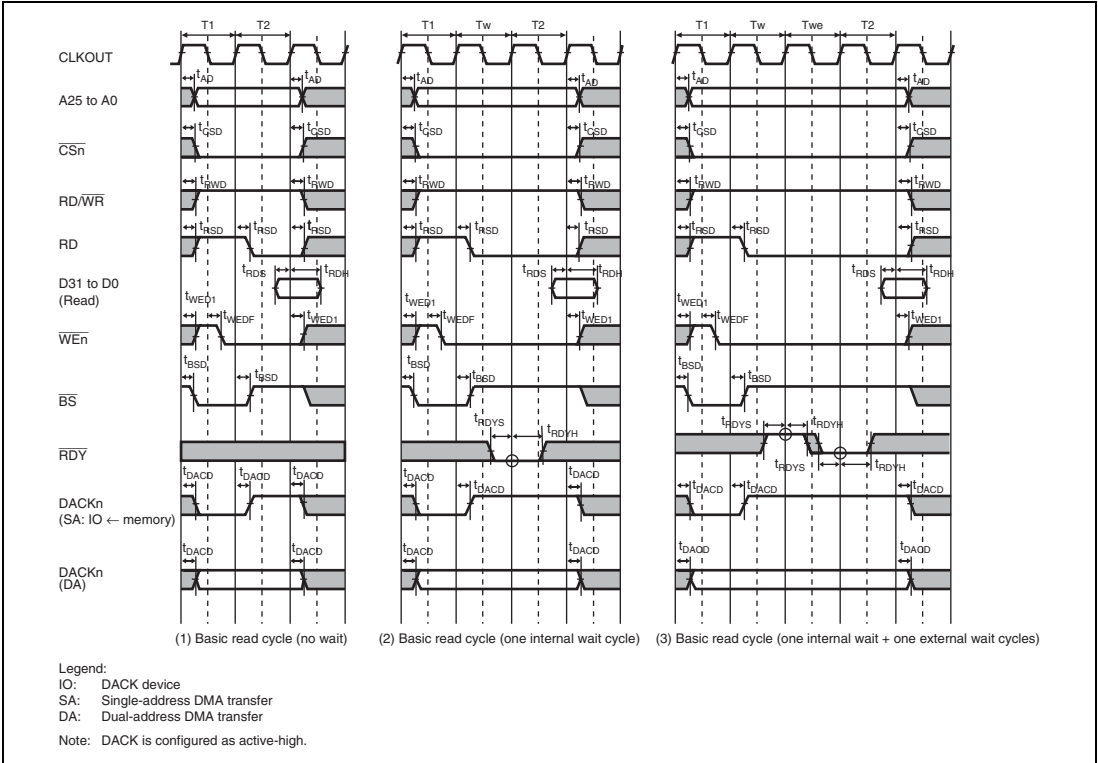 T1 T2 T1 Tw T2 T1 Tw Twe T2
CLKOUT
tAD tAD tAD tAD tAD tAD
A25 to A0
tCSD tCSD tCSD tCSD tCSD tCSD
CSn
tRWD tRWD tRWD tRWD tRWD tRWD
RD/WR
tRSD tRSD tRSD tRSD tRSD tRSD tRSD tRSD tRSD
RD
tRDS tRDH tRDS tRDH tRDS tRDH
D31 to D0
(Read)
tWED1 tWED1 tWED1
tWEDF tWED1 tWEDF tWED1 tWEDF tWED1
WEn
tBSD tBSD tBSD
tBSD tBSD tBSD
BS
tRDYS tRDYH tRDYS tRDYH
RDY
tRDYS tRDYH
tDACD tDACD tDACD tDACD tDACD tDACD tDACD
tDACD tDACD
DACKn
(SA: IO ← memory)
tDACD tDACD tDACD tDACD tDACD tDACD
DACKn
(DA)
(1) Basic read cycle (no wait) (2) Basic read cycle (one internal wait cycle) (3) Basic read cycle (one internal wait + one external wait cycles)
Legend:
IO: DACK device
SA: Single-address DMA transfer
DA: Dual-address DMA transfer
Note: DACK is configured as active-high.